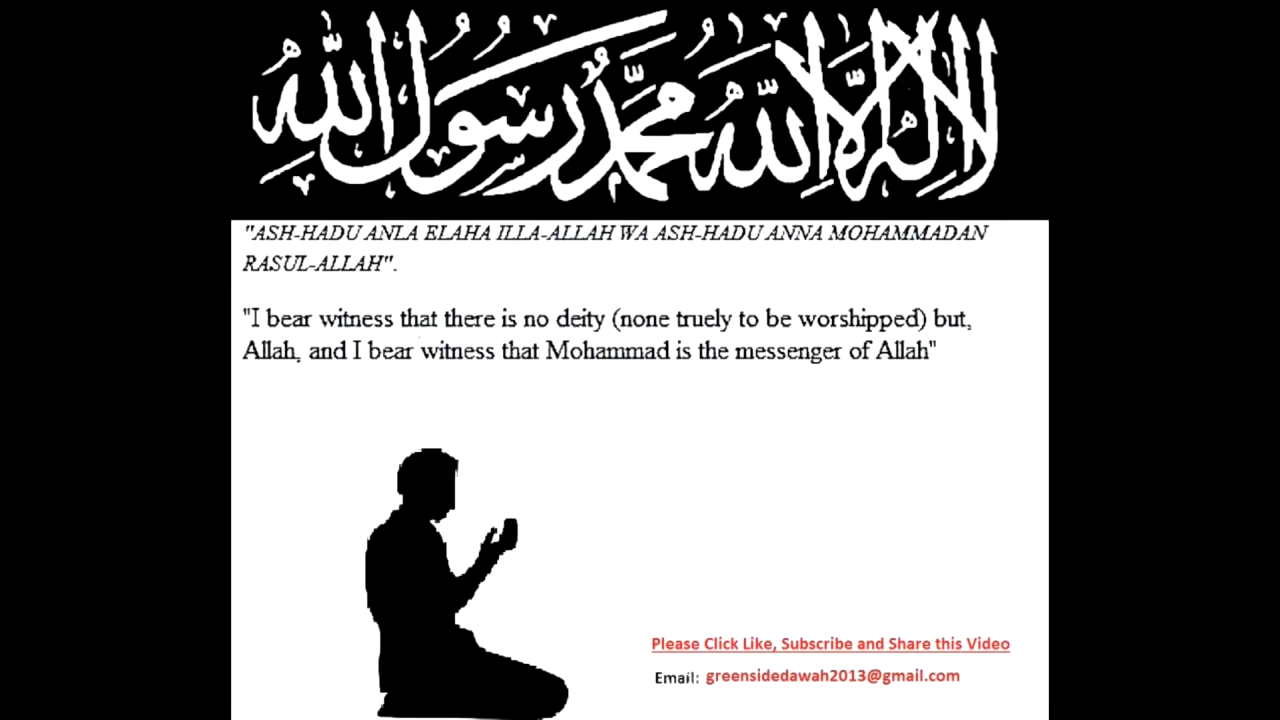 لا إله إلا الله محمد رسول الله
"ASH-HADU ANLA ELAHA ILLA-ALLAH WA ASH-HADU ANNA MOHAMMADAN
RASUL-ALLAH".
"I bear witness that there is no deity (none truely to be worshipped) but,
Allah, and I bear witness that Mohammad is the messenger of Allah"
Please Click Like, Subscribe and Share this Video
Email: greensidedawah2013@gmail.com